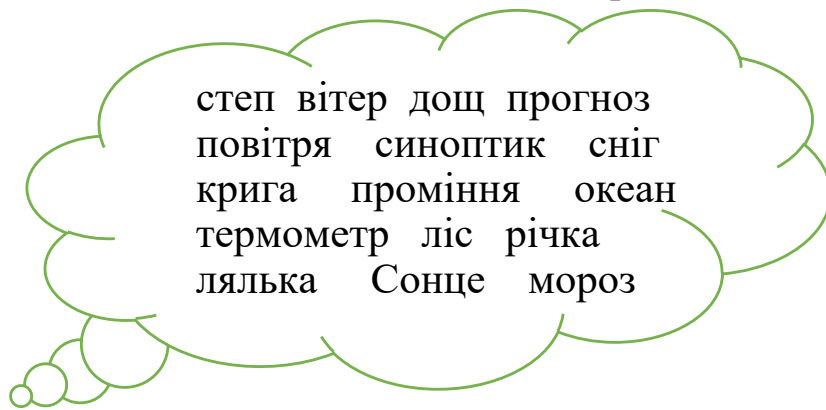 степ вітер дощ прогноз
повітря синоптик сніг
крига проміння океан
термометр ліс річка
лялька Сонце мороз